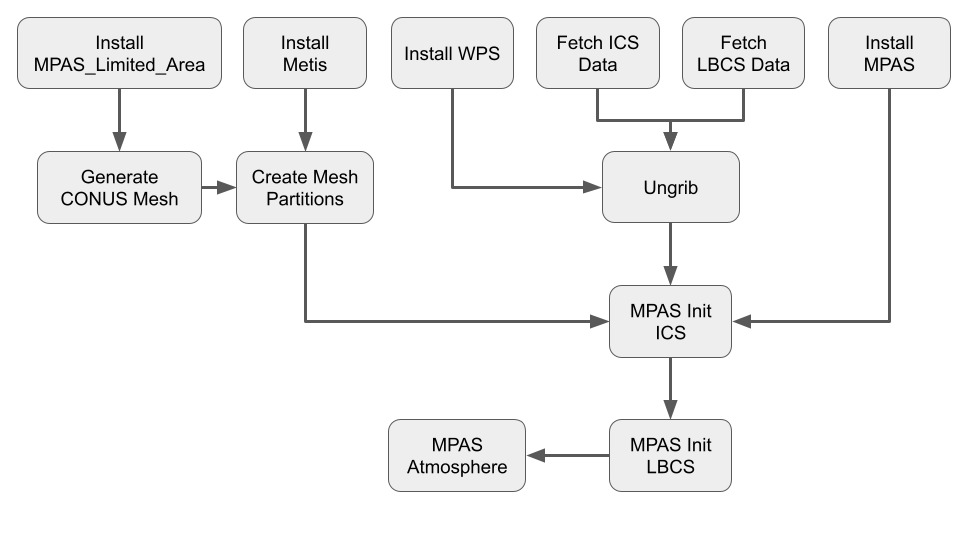 Install
MPAS_Limited_Area
Install
Metis
Install WPS
Fetch ICS
Data
Fetch
LBCS Data
Install
MPAS
Generate
CONUS Mesh
Create Mesh
Partitions
Ungrib
MPAS Init
ICS
MPAS
Atmosphere
MPAS Init
LBCS